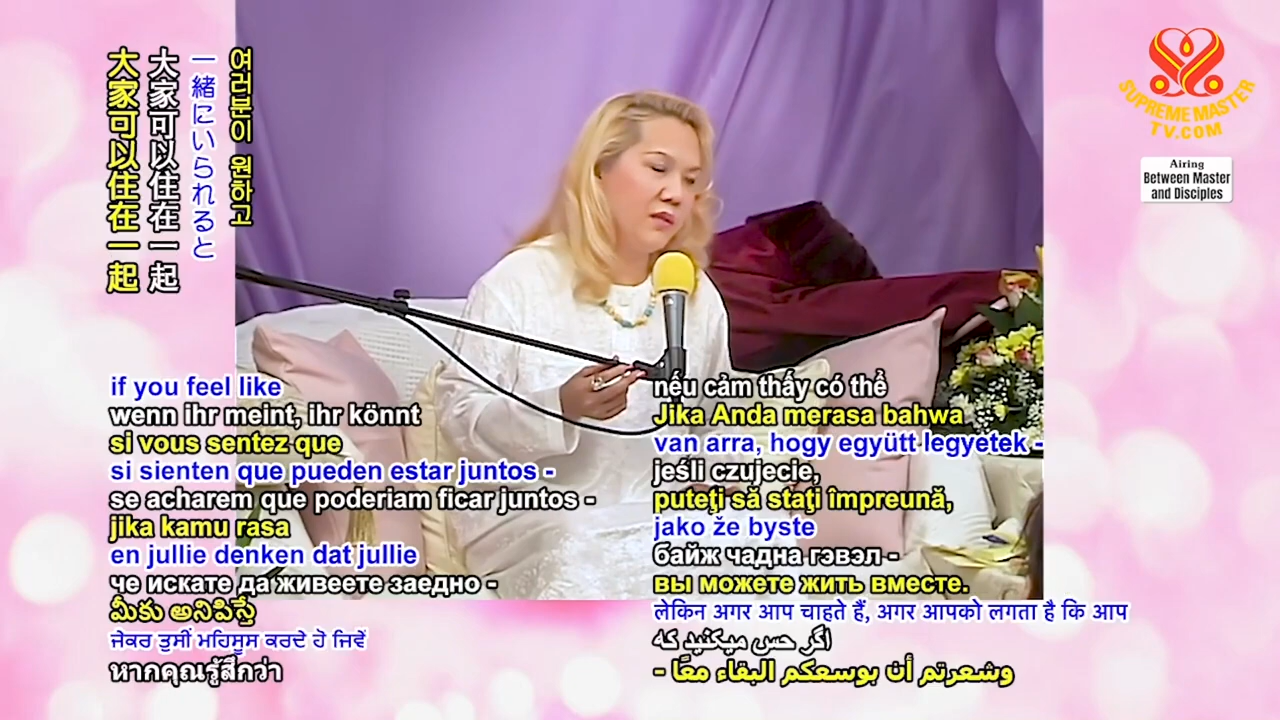 大家可以住在一起
大家可以住在一起
一緒にいられると
여러분이 원하고
SUPREME MASTER
TV.COM
Airing
Between Master
and Disciples
if you feel like
wenn ihr meint, ihr könnt
si vous sentez que
si sienten que pueden estar juntos -
se acharem que poderiam ficar juntos -
jika kamu rasa
en jullie denken dat jullie
че искате да живеете заедно -
మీకు అనిపిస్తే
ਜੇਕਰ ਤੁਸੀਂ ਮਹਿਸੂਸ ਕਰਦੇ ਹੋ ਜਿਵੇਂ
หากคุณรู้สึกว่า
nếu cảm thấy có thể
Jika Anda merasa bahwa
van arra, hogy együtt legyetek -
jeśli czujecie,
puteţi să staţi împreună,
jako že byste
байж чадна гэвэл -
вы можете жить вместе.
लेकिन अगर आप चाहते हैं, अगर आपको लगता है कि आप
اگر حس میکنید که
وشعرتم أن بوسعكم البقاء معًا -